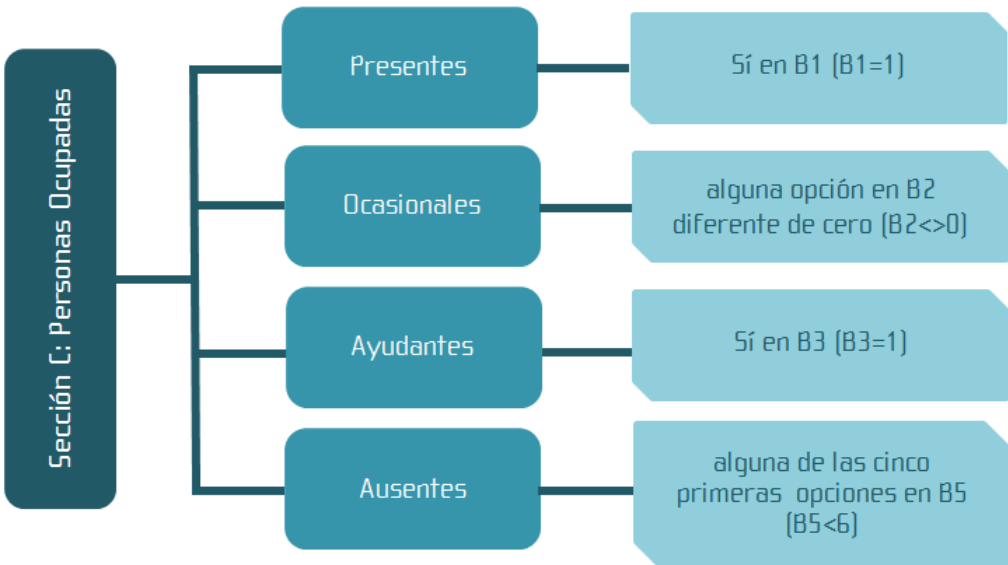 Sección C: Personas Ocupadas
Presentes
Sí en B1 (B1=1)
Ocasionales
alguna opción en B2
diferente de cero (B2<>0)
Ayudantes
Sí en B3 (B3=1)
Ausentes
alguna de las cinco
primeras opciones en B5
(B5<6)